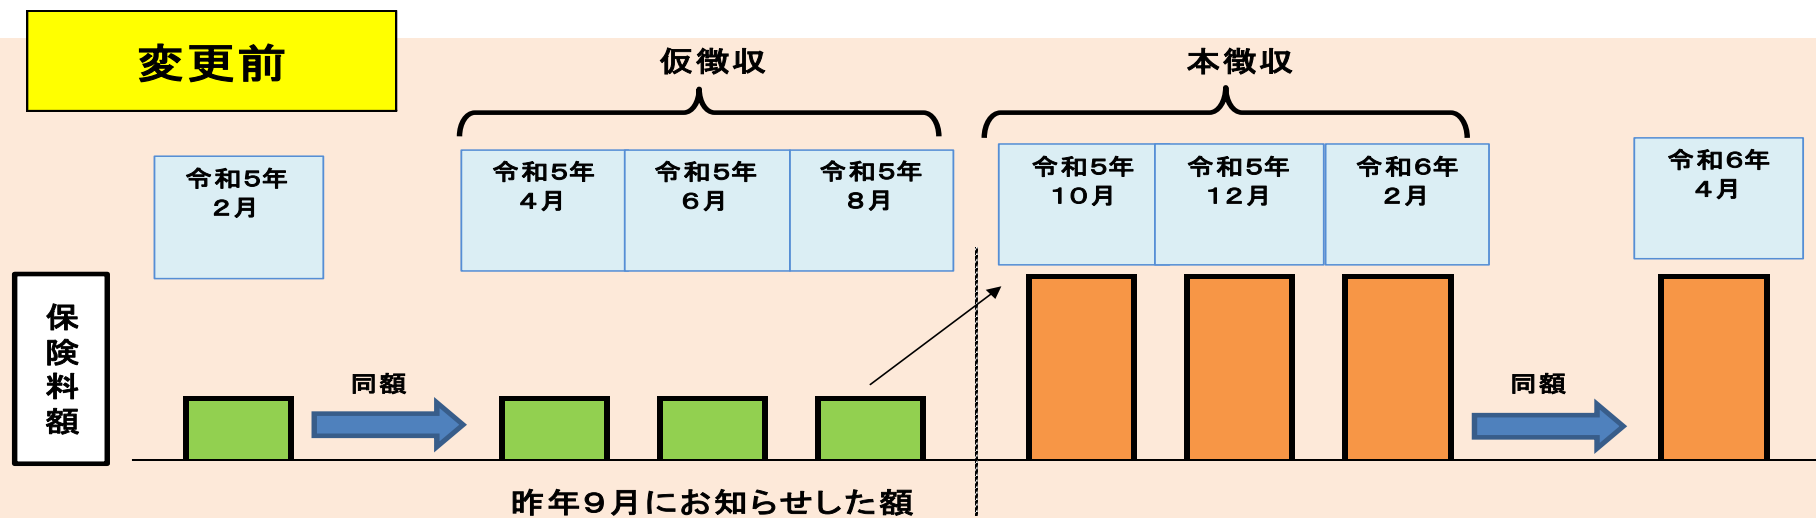 変更前
仮徴収
本徴収
令和5年
2月
令和5年
4月
令和5年
6月
令和5年
8月
令和5年
10月
令和5年
12月
令和6年
2月
令和6年
4月
保険料額
同額
同額
昨年9月にお知らせした額